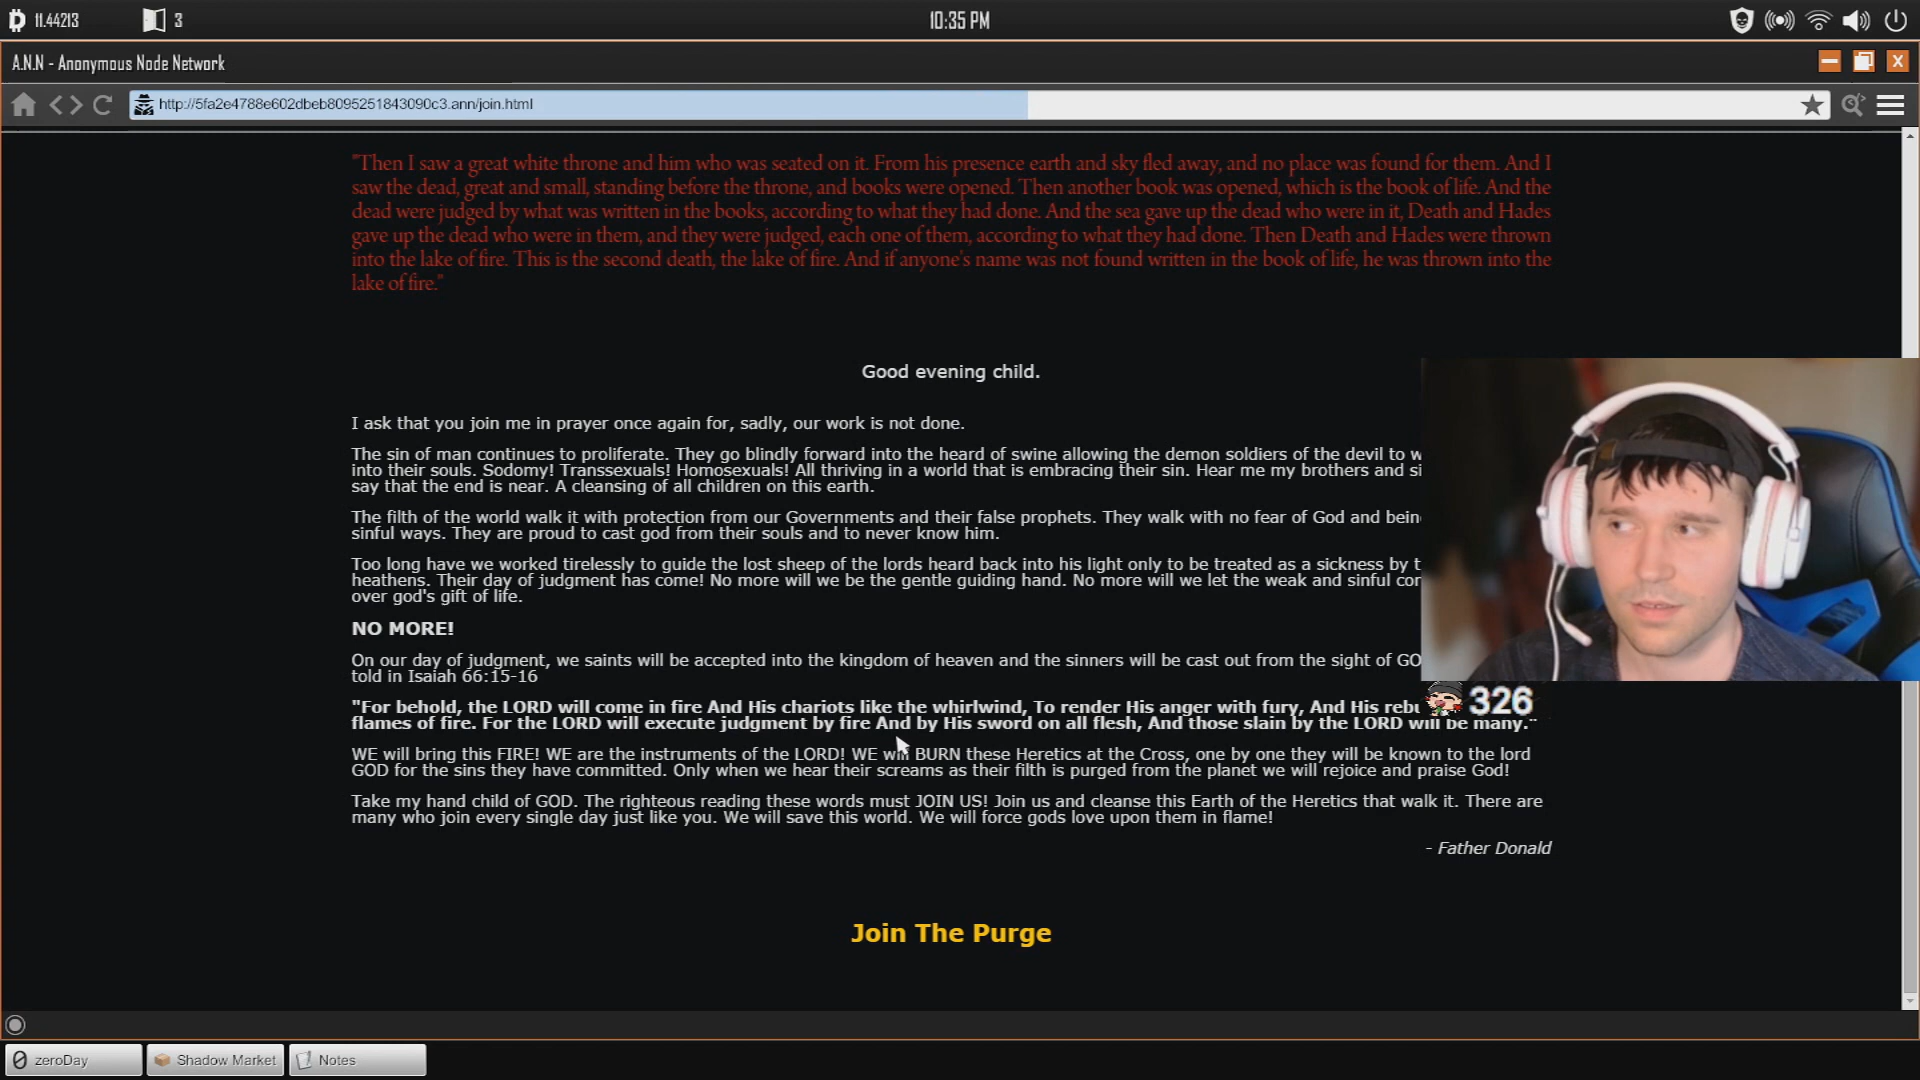 11.44213
3
10:35 PM
A.N.N - Anonymous Node Network
http://5fa2e4788e602dbeb8095251843090c3.ann/join.html
"Then I saw a great white throne and him who was seated on it. From his presence earth and sky fled away, and no place was found for them. And I
saw the dead, great and small, standing before the throne, and books were opened. Then another book was opened, which is the book of life. And the
dead were judged by what was written in the books, according to what they had done. And the sea gave up the dead who were in it, Death and Hades
gave up the dead who were in them, and they were judged, each one of them, according to what they had done. Then Death and Hades were thrown
into the lake of fire. This is the second death, the lake of fire. And if anyone's name was not found written in the book of life, he was thrown into the
lake of fire."
Good evening child.
I ask that you join me in prayer once again for, sadly, our work is not done.
The sin of man continues to proliferate. They go blindly forward into the heard of swine allowing the demon soldiers of the devil to
into their souls. Sodomy! Transsexuals! Homosexuals! All thriving in a world that is embracing their sin. Hear me my brothers and
say that the end is near. A cleansing of all children on this earth.
The filth of the world walk it with protection from our Governments and their false prophets. They walk with no fear of God and
sinful ways. They are proud to cast god from their souls and to never know him.
Too long have we worked tirelessly to guide the lost sheep of the lords heard back into his light only to be treated as a sickness by
heathens. Their day of judgment has come! No more will we be the gentle guiding hand. No more will we let the weak and sinful
over god's gift of life.
NO MORE!
On our day of judgment, we saints will be accepted into the kingdom of heaven and the sinners will be cast out from the sight of
told in Isaiah 66:15-16
"For behold, the LORD will come in fire And His chariots like the whirlwind, To render His anger with fury, And His
flames of fire. For the LORD will execute judgment by fire And by His sword on all flesh, And those slain by the LORD will be many."
326
WE will bring this FIRE! WE are the instruments of the LORD! WE will BURN these Heretics at the Cross, one by one they will be known to the lord
GOD for the sins they have committed. Only when we hear their screams as their filth is purged from the planet we will rejoice and praise God!
Take my hand child of GOD. The righteous reading these words must JOIN US! Join us and cleanse this Earth of the Heretics that walk it. There are
many who join every single day just like you. We will save this world. We will force gods love upon them in flame!
- Father Donald
Join The Purge
zeroDay
Shadow Market
Notes